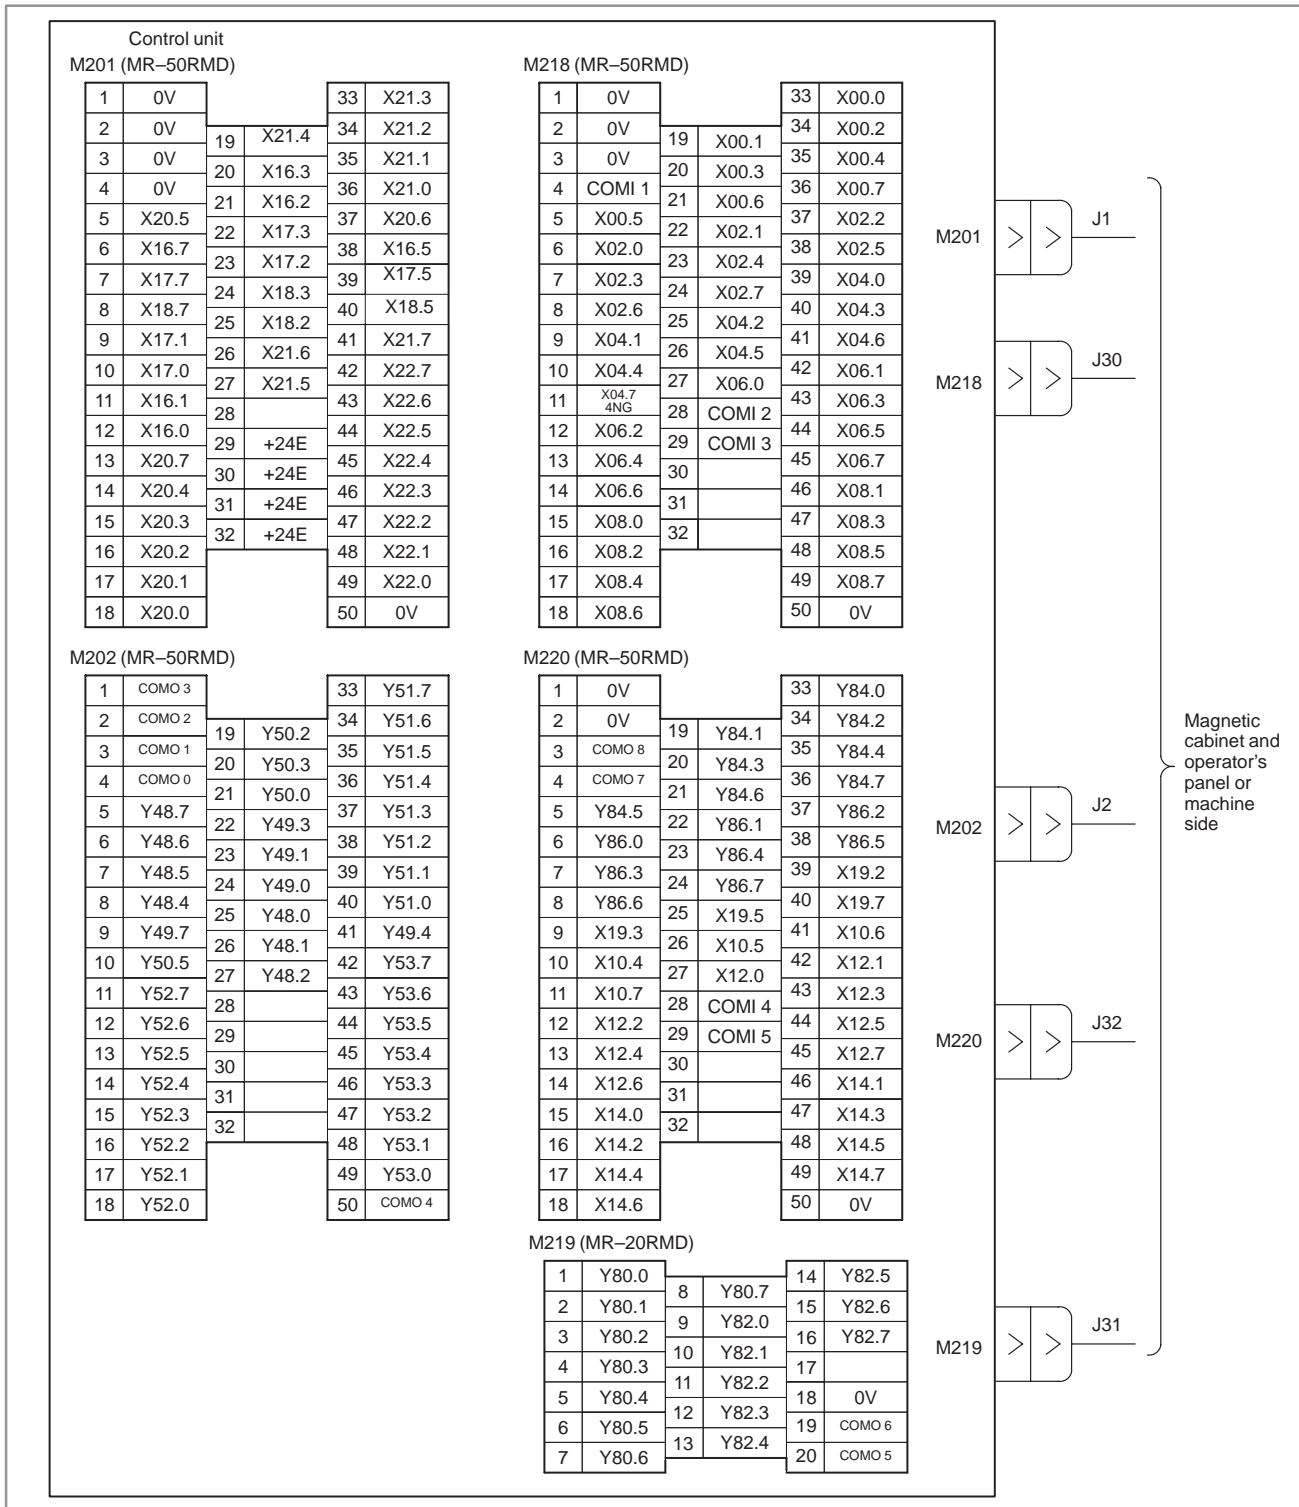 Control unit
M201 (MR–50RMD)
1 0V
2 0V
3 0V
4 0V
5 X20.5
6 X16.7
7 X17.7
8 X18.7
9 X17.1
10 X17.0
11 X16.1
12 X16.0
13 X20.7
14 X20.4
15 X20.3
16 X20.2
17 X20.1
18 X20.0
19 X21.4
20 X16.3
21 X16.2
22 X17.3
23 X17.2
24 X18.3
25 X18.2
26 X21.6
27 X21.5
28
29 +24E
30 +24E
31 +24E
32 +24E
33 X21.3
34 X21.2
35 X21.1
36 X21.0
37 X20.6
38 X16.5
39 X17.5
40 X18.5
41 X21.7
42 X22.7
43 X22.6
44 X22.5
45 X22.4
46 X22.3
47 X22.2
48 X22.1
49 X22.0
50 0V
M218 (MR–50RMD)
1 0V
2 0V
3 0V
4 COMI 1
5 X00.5
6 X02.0
7 X02.3
8 X02.6
9 X04.1
10 X04.4
11 X04.7
4NG
12 X06.2
13 X06.4
14 X06.6
15 X08.0
16 X08.2
17 X08.4
18 X08.6
19 X00.1
20 X00.3
21 X00.6
22 X02.1
23 X02.4
24 X02.7
25 X04.2
26 X04.5
27 X06.0
28 COMI 2
29 COMI 3
30
31
32
33 X00.0
34 X00.2
35 X00.4
36 X00.7
37 X02.2
38 X02.5
39 X04.0
40 X04.3
41 X04.6
42 X06.1
43 X06.3
44 X06.5
45 X06.7
46 X08.1
47 X08.3
48 X08.5
49 X08.7
50 0V
M202 (MR–50RMD)
1 COMO 3
2 COMO 2
3 COMO 1
4 COMO 0
5 Y48.7
6 Y48.6
7 Y48.5
8 Y48.4
9 Y49.7
10 Y50.5
11 Y52.7
12 Y52.6
13 Y52.5
14 Y52.4
15 Y52.3
16 Y52.2
17 Y52.1
18 Y52.0
19 Y50.2
20 Y50.3
21 Y50.0
22 Y49.3
23 Y49.1
24 Y49.0
25 Y48.0
26 Y48.1
27 Y48.2
28
29
30
31
32
33 Y51.7
34 Y51.6
35 Y51.5
36 Y51.4
37 Y51.3
38 Y51.2
39 Y51.1
40 Y51.0
41 Y49.4
42 Y53.7
43 Y53.6
44 Y53.5
45 Y53.4
46 Y53.3
47 Y53.2
48 Y53.1
49 Y53.0
50 COMO 4
M220 (MR–50RMD)
1 0V
2 0V
3 COMO 8
4 COMO 7
5 Y84.5
6 Y86.0
7 Y86.3
8 Y86.6
9 X19.3
10 X10.4
11 X10.7
12 X12.2
13 X12.4
14 X12.6
15 X14.0
16 X14.2
17 X14.4
18 X14.6
19 Y84.1
20 Y84.3
21 Y84.6
22 Y86.1
23 Y86.4
24 Y86.7
25 X19.5
26 X10.5
27 X12.0
28 COMI 4
29 COMI 5
30
31
32
33 Y84.0
34 Y84.2
35 Y84.4
36 Y84.7
37 Y86.2
38 Y86.5
39 X19.2
40 X19.7
41 X10.6
42 X12.1
43 X12.3
44 X12.5
45 X12.7
46 X14.1
47 X14.3
48 X14.5
49 X14.7
50 0V
M219 (MR–20RMD)
1 Y80.0
2 Y80.1
3 Y80.2
4 Y80.3
5 Y80.4
6 Y80.5
7 Y80.6
8 Y80.7
9 Y82.0
10 Y82.1
11 Y82.2
12 Y82.3
13 Y82.4
14 Y82.5
15 Y82.6
16 Y82.7
17
18 0V
19 COMO 6
20 COMO 5
M201 J1
M218 J30
M202 J2
M220 J32
M219 J31
Magnetic
cabinet and
operator's
panel or
machine
side